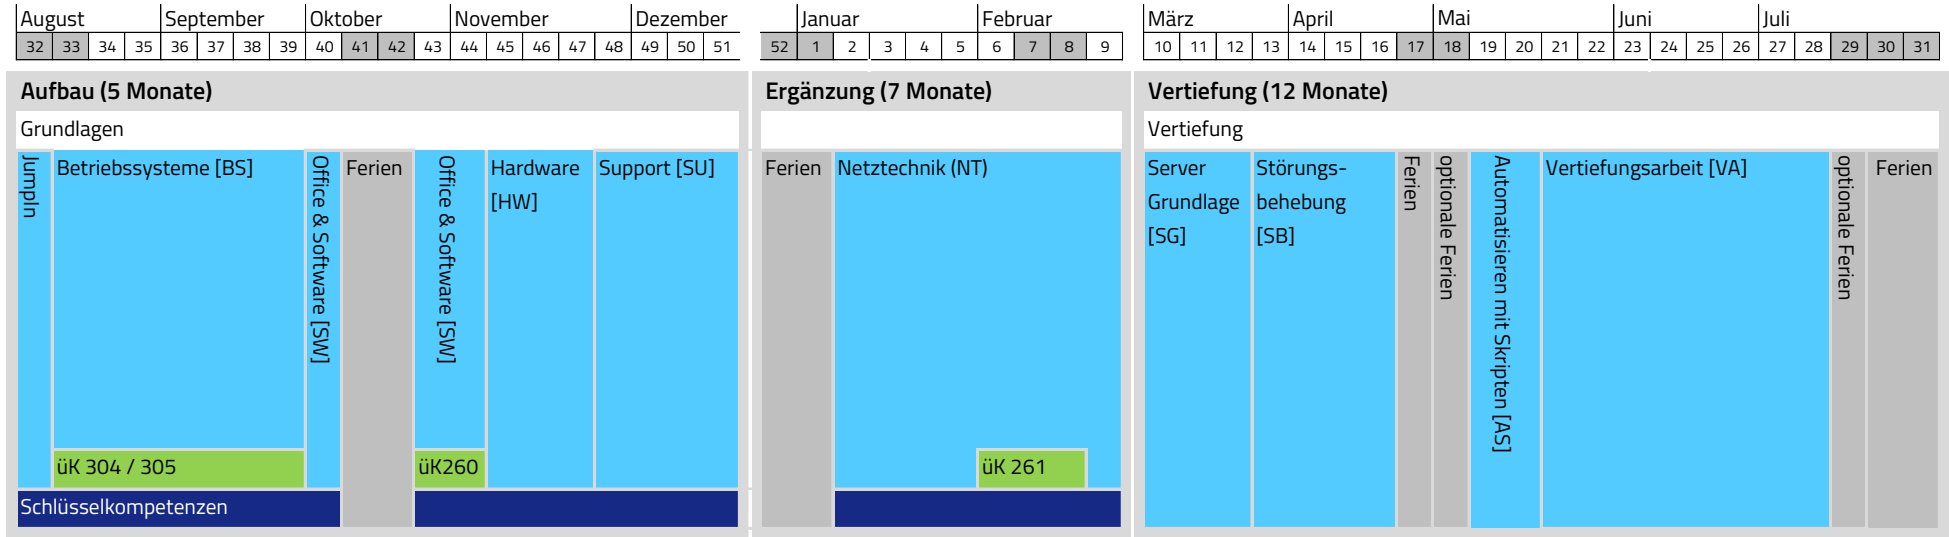 August September Oktober November Dezember Januar Februar März April Mai Juni Juli
32 33 34 35 36 37 38 39 40 41 42 43 44 45 46 47 48 49 50 51 52 1 2 3 4 5 6 7 8 9 10 11 12 13 14 15 16 17 18 19 20 21 22 23 24 25 26 27 28 29 30 31
Aufbau (5 Monate)
Grundlagen
JumpIn
Betriebssysteme [BS]
Office & Software [SW]
Ferien
Office & Software [SW]
Hardware
[HW]
Support [SU]
üK 304 / 305
üK260
Schlüsselkompetenzen
Ergänzung (7 Monate)
Ferien
Netztechnik (NT)
üK 261
Vertiefung (12 Monate)
Vertiefung
Server
Grundlage
[SG]
Störungs-
behebung
[SB]
Ferien
optionale Ferien
Automatisieren mit Skripten [AS]
Vertiefungsarbeit [VA]
optionale Ferien
Ferien